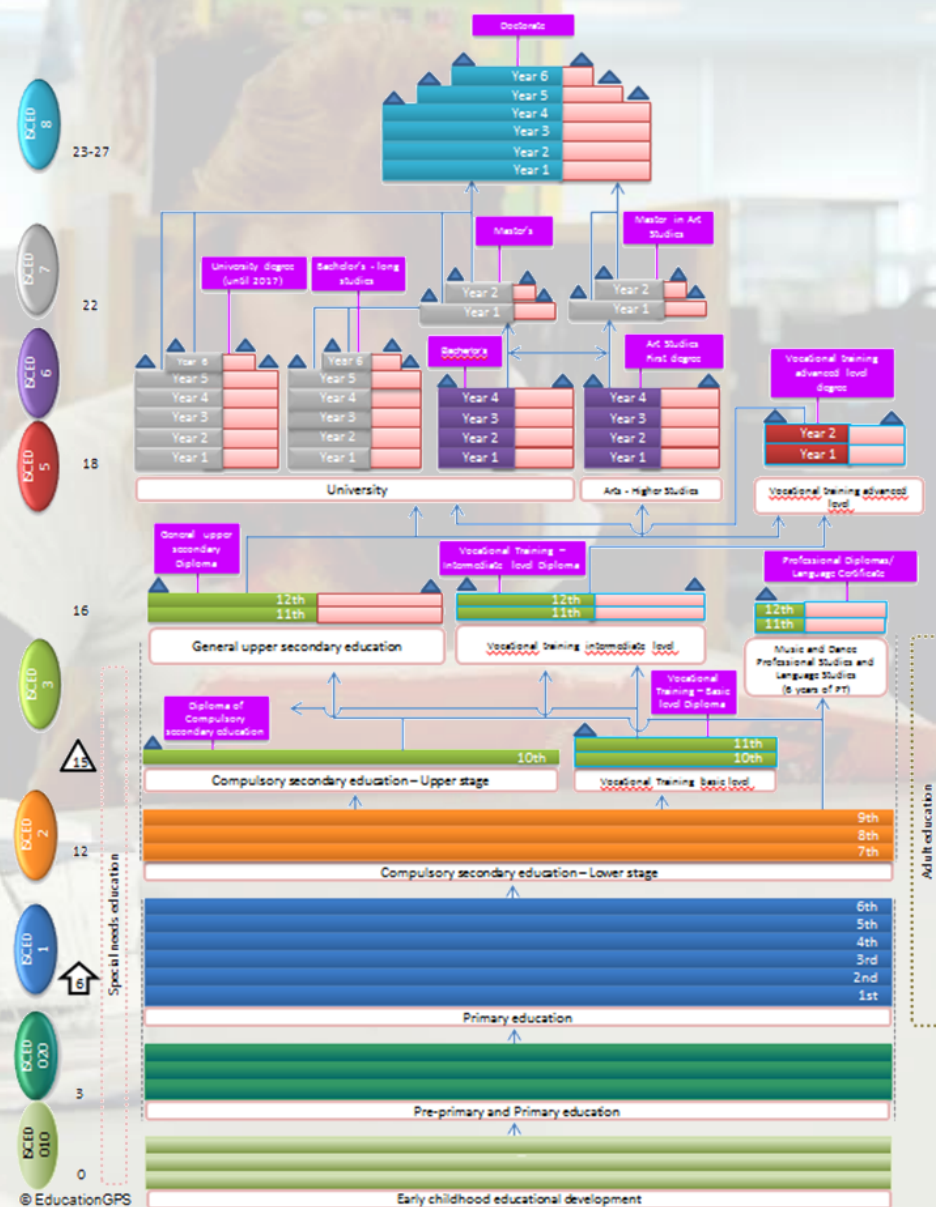 Doctorate
ISCED 8
23-27
Year 6
Year 5
Year 4
Year 3
Year 2
Year 1
ISCED 7
22
Master's
Master in Art
Studies
University degree
(until 2017)
Bachelor's - long
studies
Year 2
Year 1
Year 2
Year 1
ISCED 6
Bachelor's
Art Studies
First degree
Vocational training
advanced level
degree
Year 6
Year 5
Year 4
Year 3
Year 2
Year 1
Year 6
Year 5
Year 4
Year 3
Year 2
Year 1
Year 4
Year 3
Year 2
Year 1
Year 4
Year 3
Year 2
Year 1
Year 2
Year 1
ISCED 5
18
University
Arts - Higher Studies
Vocational training advanced
level
General upper
secondary
Diploma
Vocational Training –
Intermediate level Diploma
Professional Diplomas/
Language Certificate
16
12th
11th
12th
11th
12th
11th
General upper secondary education
Vocational training intermediate level
Music and Dance
Professional Studies and
Language Studies
(6 years of PT)
ISCED 3
Diploma of
Compulsory
secondary education
Vocational
Training – Basic
level Diploma
15
10th
11th
10th
Compulsory secondary education – Upper stage
Vocational Training basic level
ISCED 2
12
9th
8th
7th
Compulsory secondary education – Lower stage
Special needs education
Adult education
ISCED 1
6
6th
5th
4th
3rd
2nd
1st
Primary education
ISCED 020
3
Pre-primary and Primary education
ISCED 010
0
Early childhood educational development
© EducationGPS